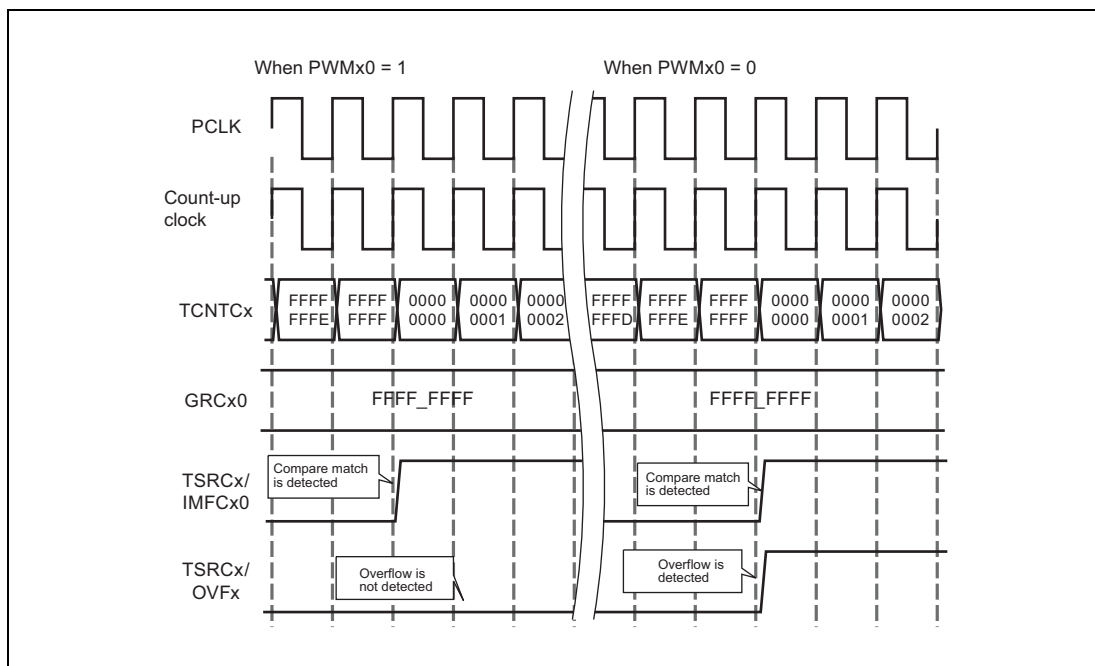 When PWMx0 = 1
When PWMx0 = 0
PCLK
Count-up
clock
TCNTCx
FFFF FFFF 0000 0000 0000 FFFF FFFF FFFF 0000 0000 0000
FFFE FFFF 0000 0001 0002 FFFD FFFE FFFF 0000 0001 0002
GRCx0
FFFF_FFFF
FFFF_FFFF
TSRCx/
IMFCx0
Compare match
is detected
Compare match
is detected
TSRCx/
OVFx
Overflow is
not detected
Overflow is
detected